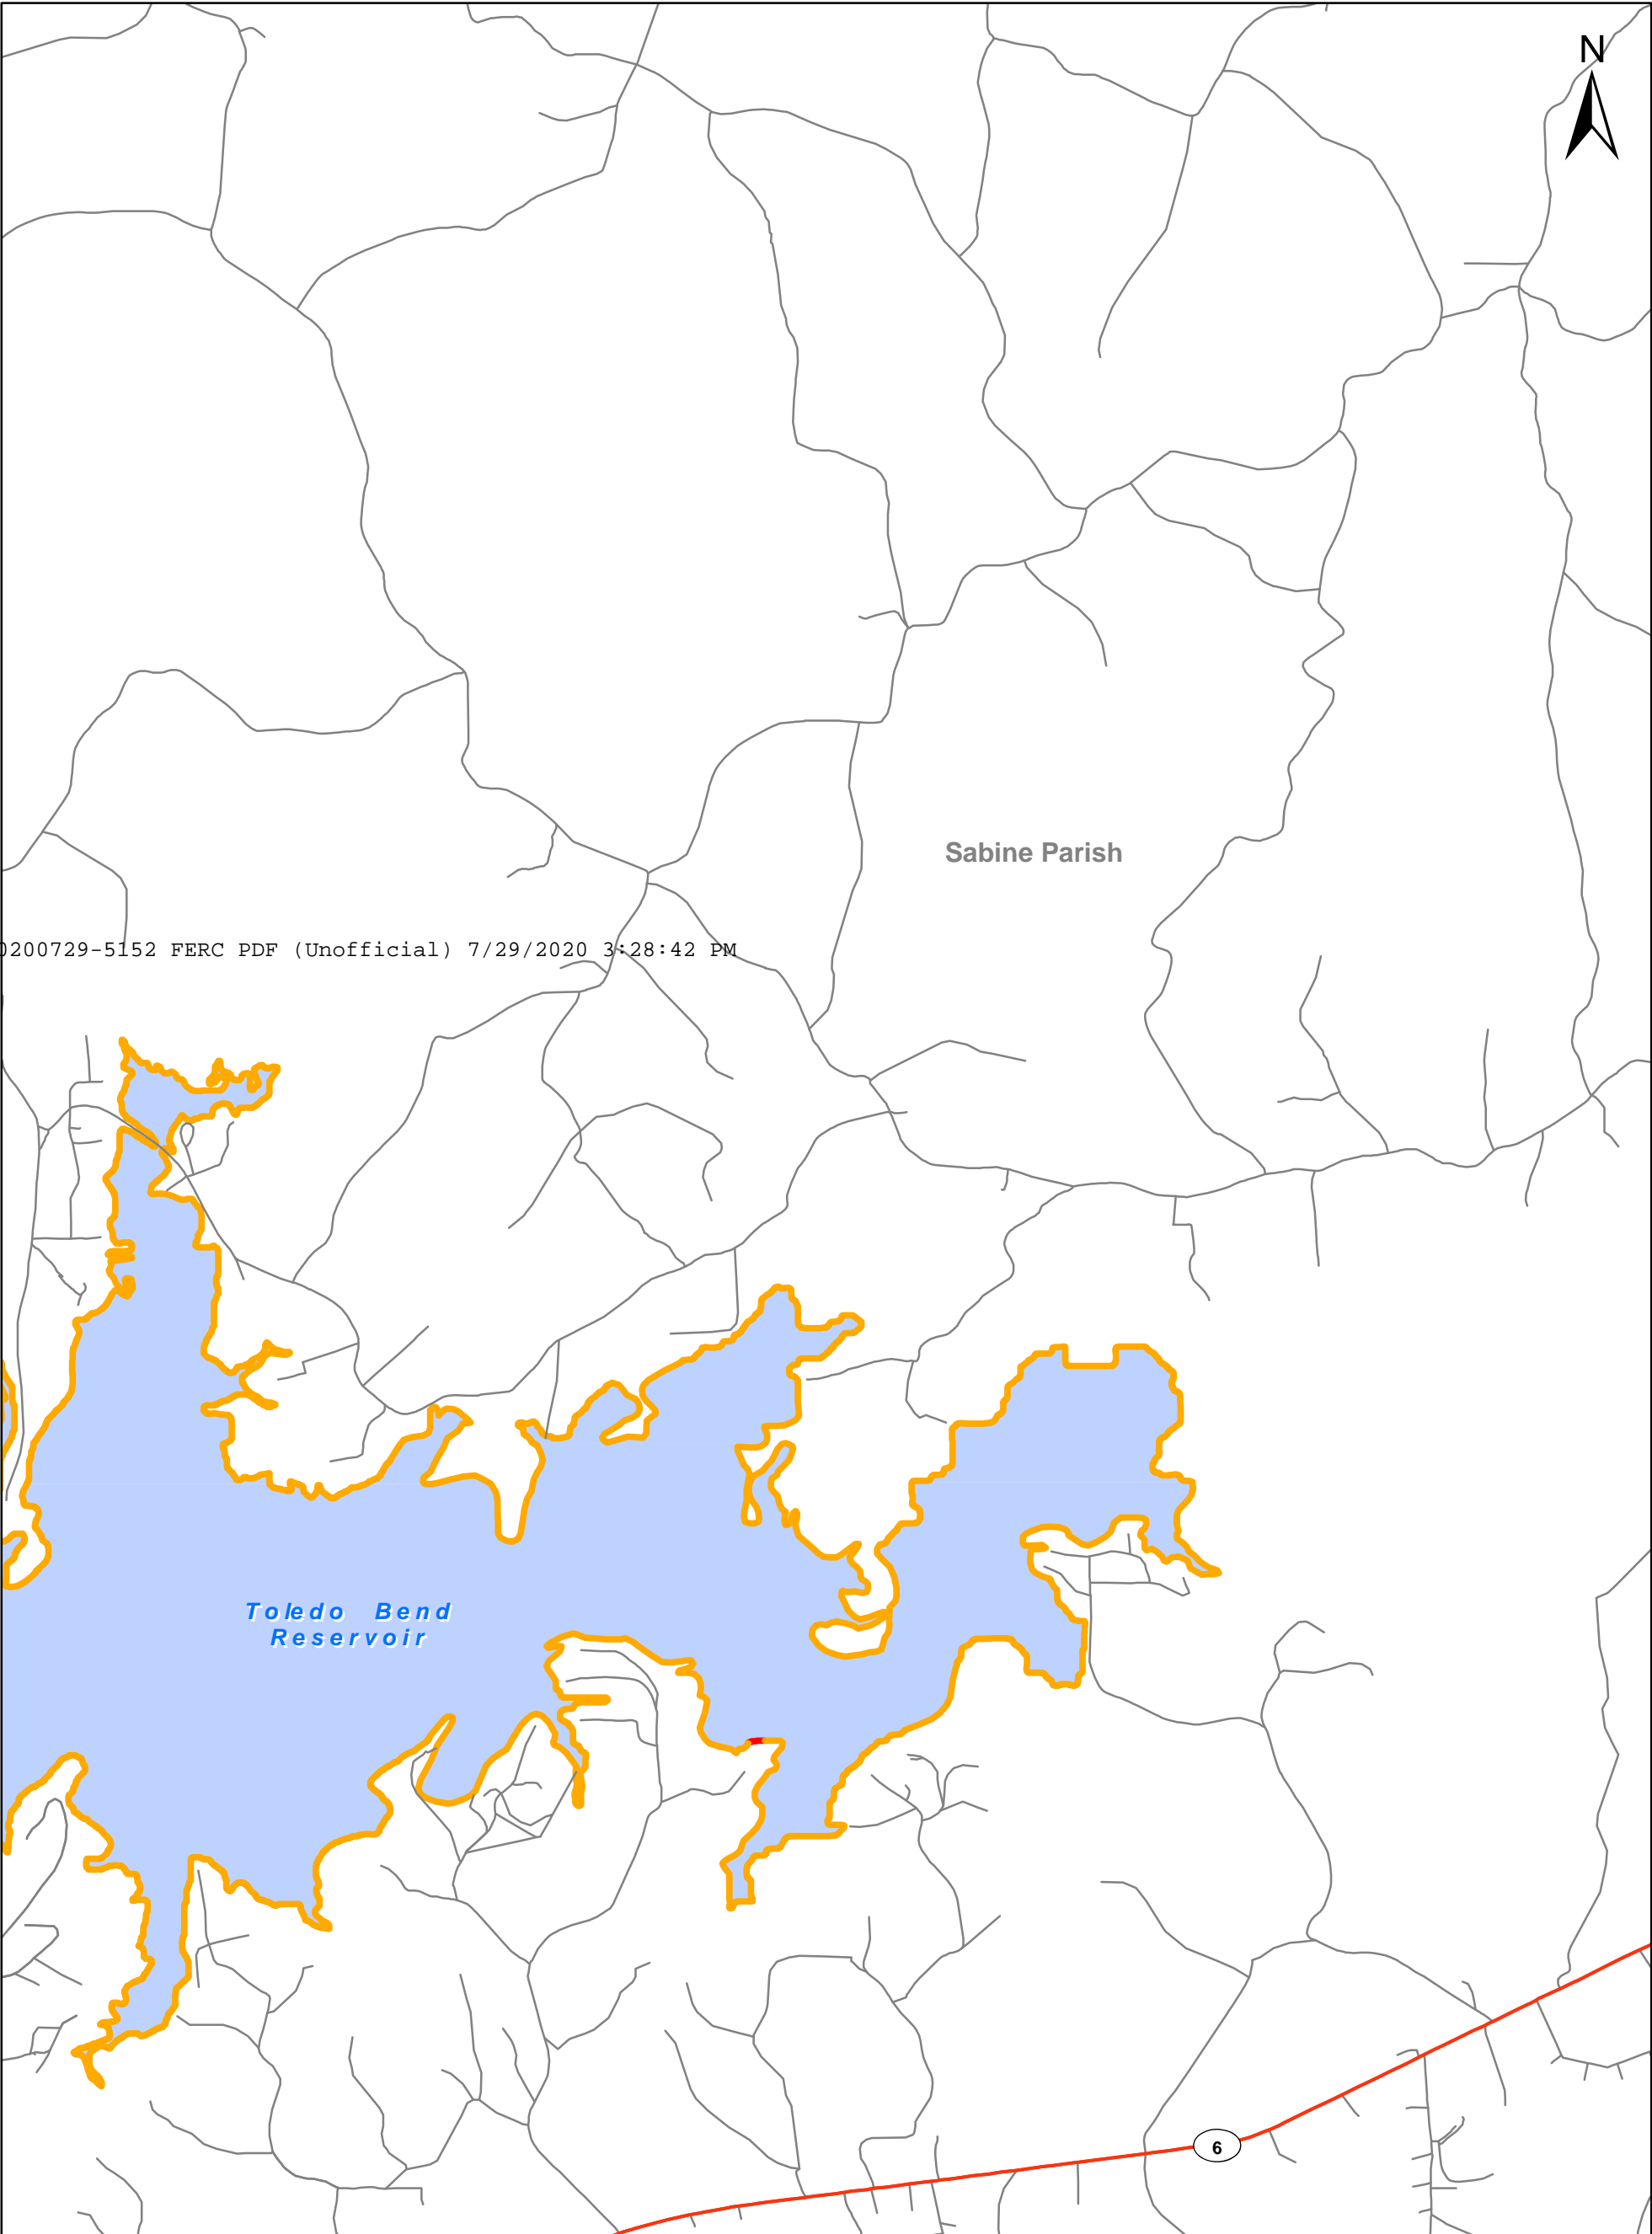 N
Sabine Parish
0200729-5152 FERC PDF (Unofficial) 7/29/2020 3:28:42 PM
Toledo Bend
Reservoir
6